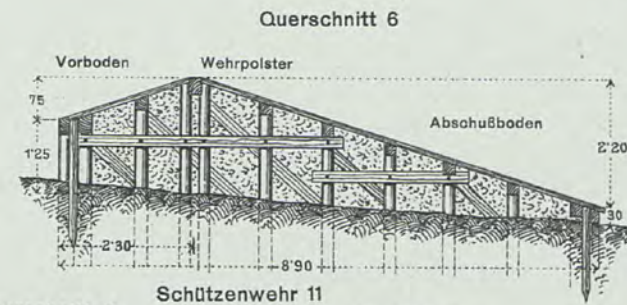 Querschnitt 6
Vorboden
Wehrpolster
75
Abschußboden
1'25
2'20
30
2'30
8'90
Schützenwehr 11